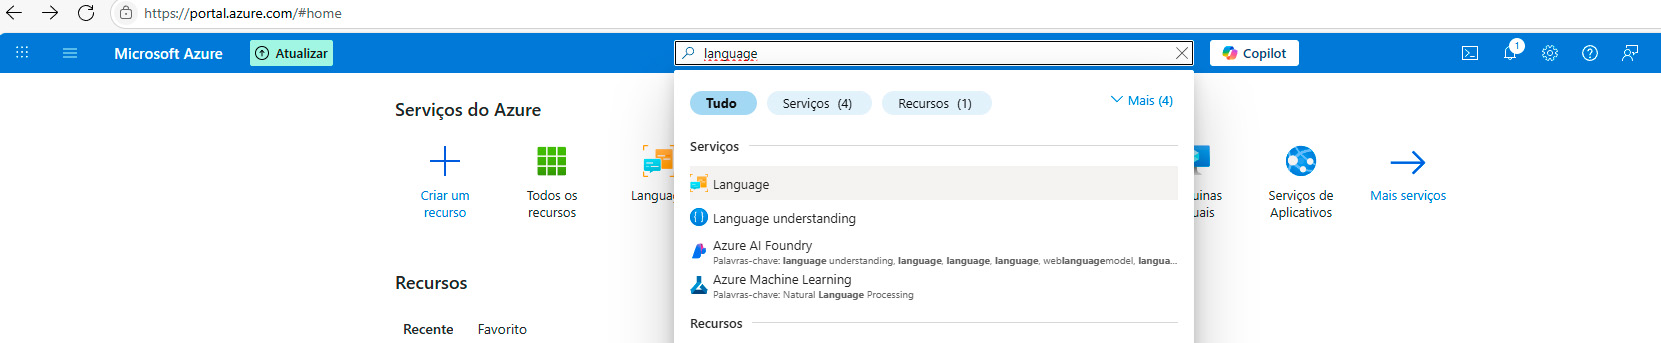 https://portal.azure.com/#home
Microsoft Azure
Atualizar
language
Copilot
1
Tudo
Serviços (4)
Recursos (1)
Mais (4)
Serviços do Azure
Serviços
Criar um
recurso
Todos os
recursos
Langua
Language
Language understanding
Azure AI Foundry
Palavras-chave: language understanding, language, language, language, weblanguagemodel, langua...
Azure Machine Learning
Palavras-chave: Natural Language Processing
Recursos
uinas
uais
Serviços de
Aplicativos
Mais serviços
Recursos
Recente
Favorito